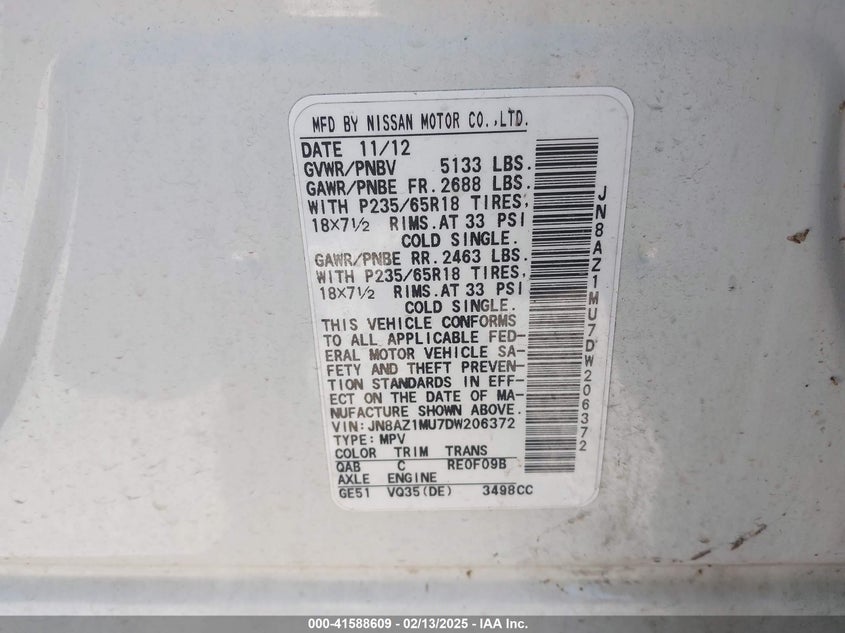 MFD BY NISSAN MOTOR CO.,LTD.
DATE 11/12
GVWR/PNBV 5133 LBS.
GAWR/PNBE FR. 2688 LBS.
WITH P235/65R18 TIRES,
18X7½ RIMS.AT 33 PSI
COLD SINGLE.
GAWR/PNBE RR. 2463 LBS.
WITH P235/65R18 TIRES,
18X7½ RIMS.AT 33 PSI
COLD SINGLE.
THIS VEHICLE CONFORMS
TO ALL APPLICABLE FED-
ERAL MOTOR VEHICLE SA-
FETY AND THEFT PREVEN-
TION STANDARDS IN EFF-
ECT ON THE DATE OF MA-
NUFACTURE SHOWN ABOVE.
VIN: JN8AZ1MU7DW206372
TYPE: MPV
COLOR TRIM TRANS
QAB C RE0F09B
AXLE ENGINE
GE51 VQ35(DE) 3498CC
JN8AZ1MU7DW206372
000-41588609 — 02/13/2025 — IAA Inc.